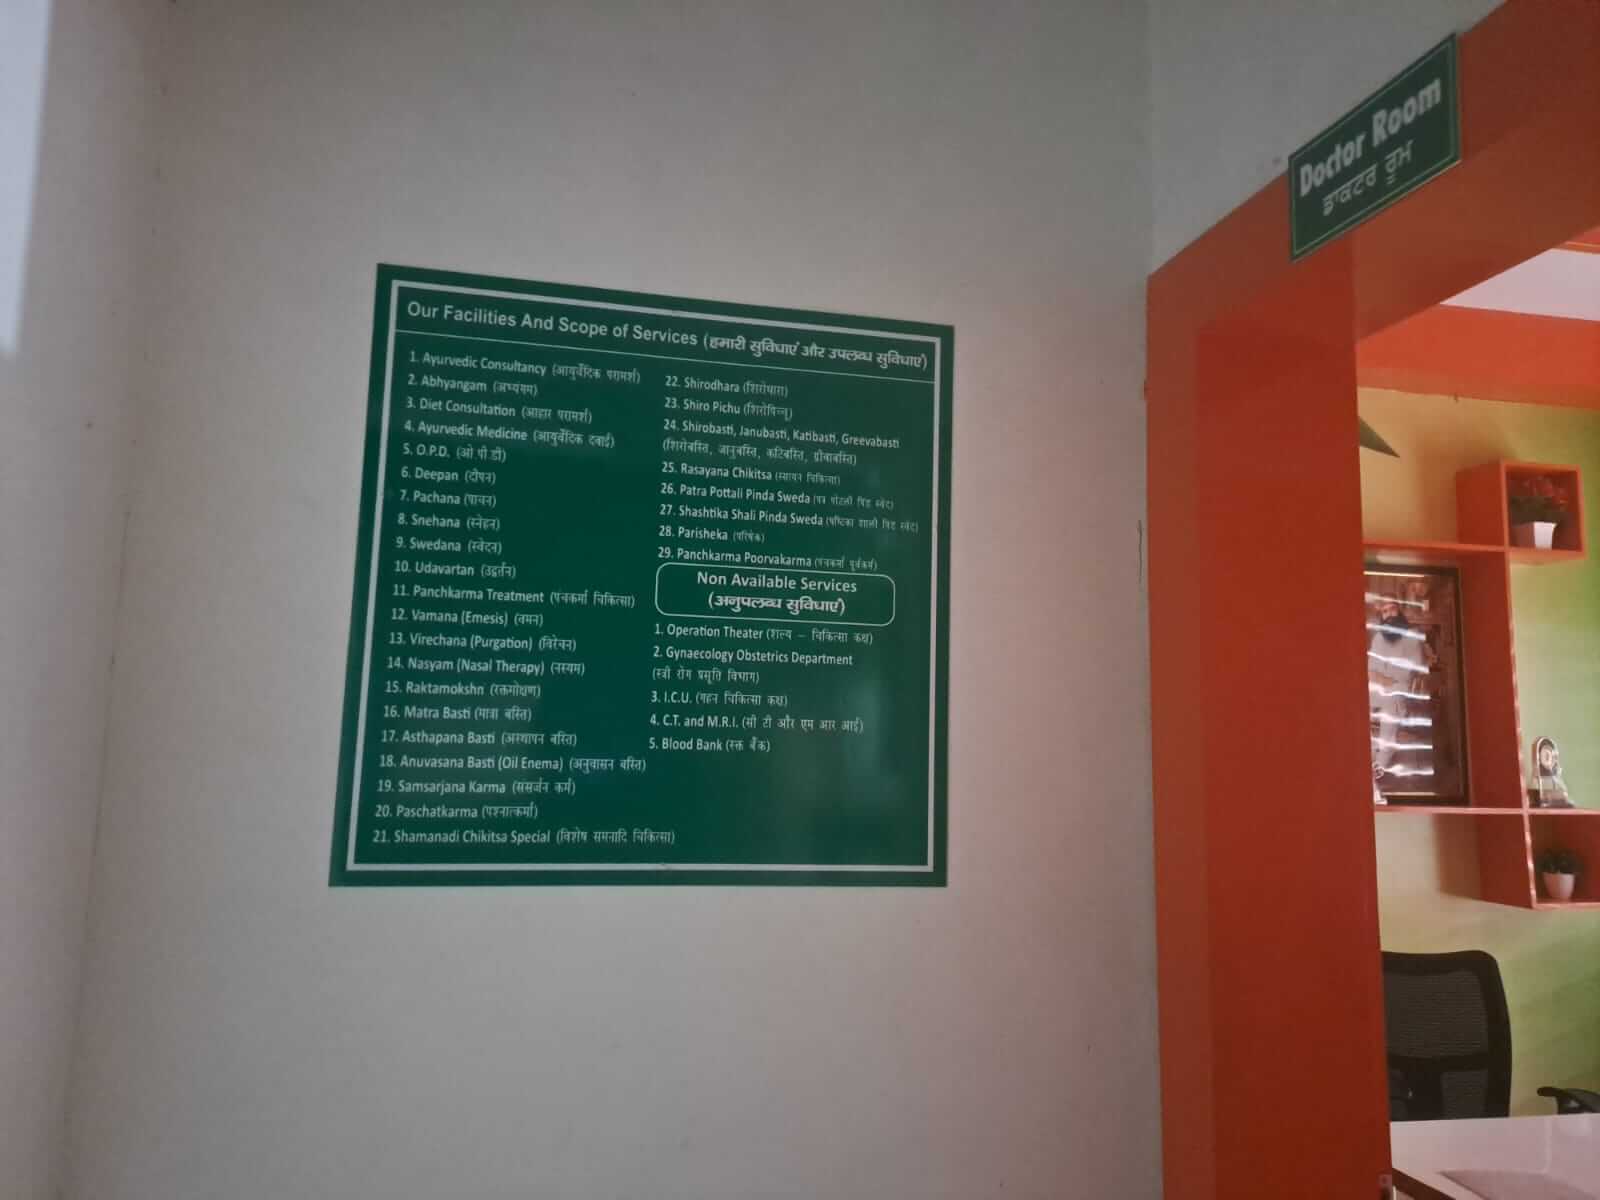 Our Facilities And Scope of Services (हमारी सुविधाएं और उपलब्ध सुविधाएं)
1. Ayurvedic Consultancy (आयुर्वेदिक परामर्श)
2. Abhyangam (अभ्यंगम)
3. Diet Consultation (आहार परामर्श)
4. Ayurvedic Medicine (आयुर्वेदिक दवाई)
5. O.P.D. (ओ पी डी)
6. Deepan (दीपन)
7. Pachana (पाचन)
8. Snehana (स्नेहन)
9. Swedana (स्वेदन)
10. Udavartan (उद्वर्तन)
11. Panchkarma Treatment (पंचकर्मा चिकित्सा)
12. Vamana (Emesis) (वमन)
13. Virechana (Purgation) (विरेचन)
14. Nasyam (Nasal Therapy) (नस्यम)
15. Raktamokshn (रक्तमोक्षण)
16. Matra Basti (मात्रा बस्ति)
17. Asthapana Basti (अस्थापन बस्ति)
18. Anuvasana Basti (Oil Enema) (अनुवासन बस्ति)
19. Samsarjana Karma (संसर्जन कर्म)
20. Paschatkarma (पश्नात्कर्मा)
21. Shamanadi Chikitsa Special (विशेष समनादि चिकित्सा)
22. Shirodhara (शिरोधारा)
23. Shiro Pichu (शिरोपिच्चू)
24. Shirobasti, Janubasti, Katibasti, Greevabasti
(शिरोबस्ति, जानुबस्ति, कटिबस्ति, ग्रीवाबस्ति)
25. Rasayana Chikitsa (रसायन चिकित्सा)
26. Patra Pottali Pinda Sweda (पत्र पोटली पिंड स्वेद)
27. Shashtika Shali Pinda Sweda (षष्टिका शाली पिंड स्वेद)
28. Parisheka (परिषेक)
29. Panchkarma Poorvakarma (पंचकर्मा पूर्वकर्म)
Non Available Services
(अनुपलब्ध सुविधाएं)
1. Operation Theater (शल्य – चिकित्सा कक्ष)
2. Gynaecology Obstetrics Department
(स्त्री रोग प्रसूति विभाग)
3. I.C.U. (गहन चिकित्सा कक्ष)
4. C.T. and M.R.I. (सी टी और एम आर आई)
5. Blood Bank (रक्त बैंक)
Doctor Room
ਡਾਕਟਰ ਰੂਮ